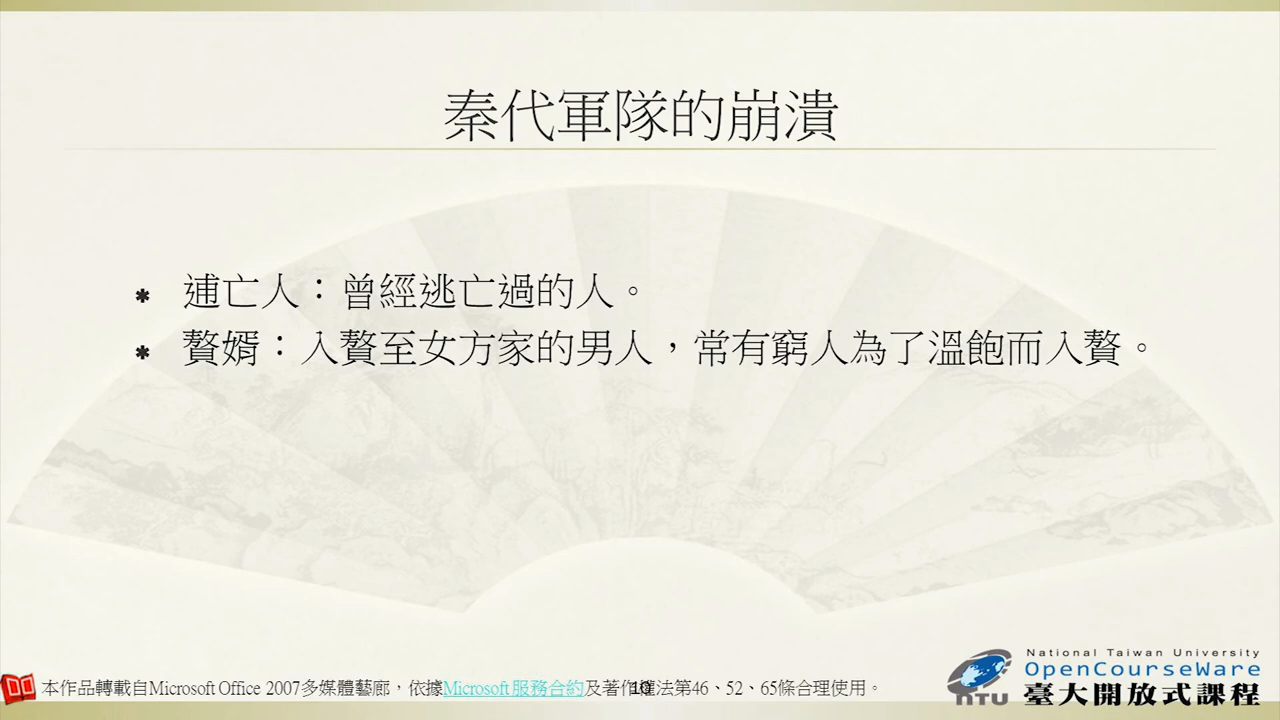 秦代軍隊的崩潰
* 逋亡人：曾經逃亡過的人。
* 贅婿：入贅至女方家的男人，常有窮人為了溫飽而入贅。
本作品轉載自Microsoft Office 2007多媒體藝廊，依據Microsoft服務合約及著作權法第46、52、65條合理使用。
National Taiwan University
OpenCourseWare
NTU 臺大開放式課程